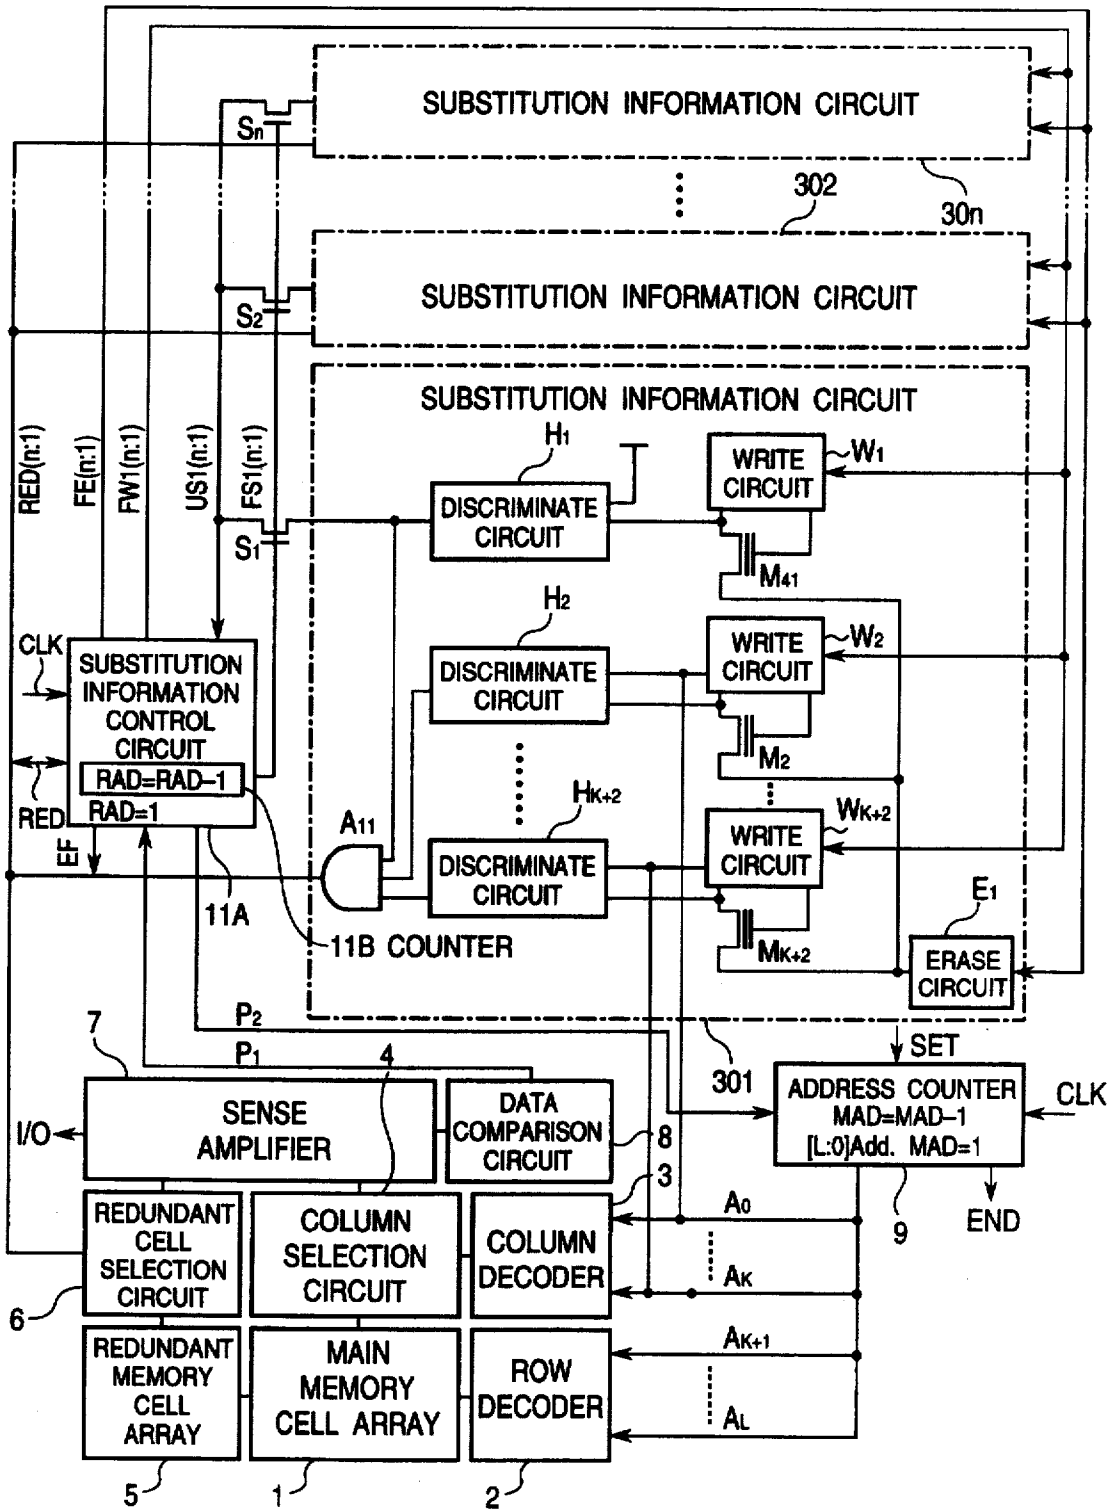 SUBSTITUTION INFORMATION CIRCUIT
Sn
30n
302
SUBSTITUTION INFORMATION CIRCUIT
S2
SUBSTITUTION INFORMATION CIRCUIT
RED(n:1)
FE(n:1)
FW1(n:1)
US1(n:1)
FS1(n:1)
S1
H1
DISCRIMINATE
CIRCUIT
WRITE
CIRCUIT
W1
M41
H2
DISCRIMINATE
CIRCUIT
WRITE
CIRCUIT
W2
M2
CLK
SUBSTITUTION
INFORMATION
CONTROL
CIRCUIT
RAD=RAD-1
RAD=1
RED
EF
11A
11B COUNTER
A11
HK+2
DISCRIMINATE
CIRCUIT
WRITE
CIRCUIT
WK+2
MK+2
E1
ERASE
CIRCUIT
301
P2
P1
7
4
SENSE
AMPLIFIER
I/O
DATA
COMPARISON
CIRCUIT
8
SET
ADDRESS COUNTER
MAD=MAD-1
[L:0]Add. MAD=1
CLK
9
END
REDUNDANT
CELL
SELECTION
CIRCUIT
6
COLUMN
SELECTION
CIRCUIT
COLUMN
DECODER
3
A0
AK
REDUNDANT
MEMORY
CELL
ARRAY
5
MAIN
MEMORY
CELL ARRAY
1
ROW
DECODER
2
AK+1
AL